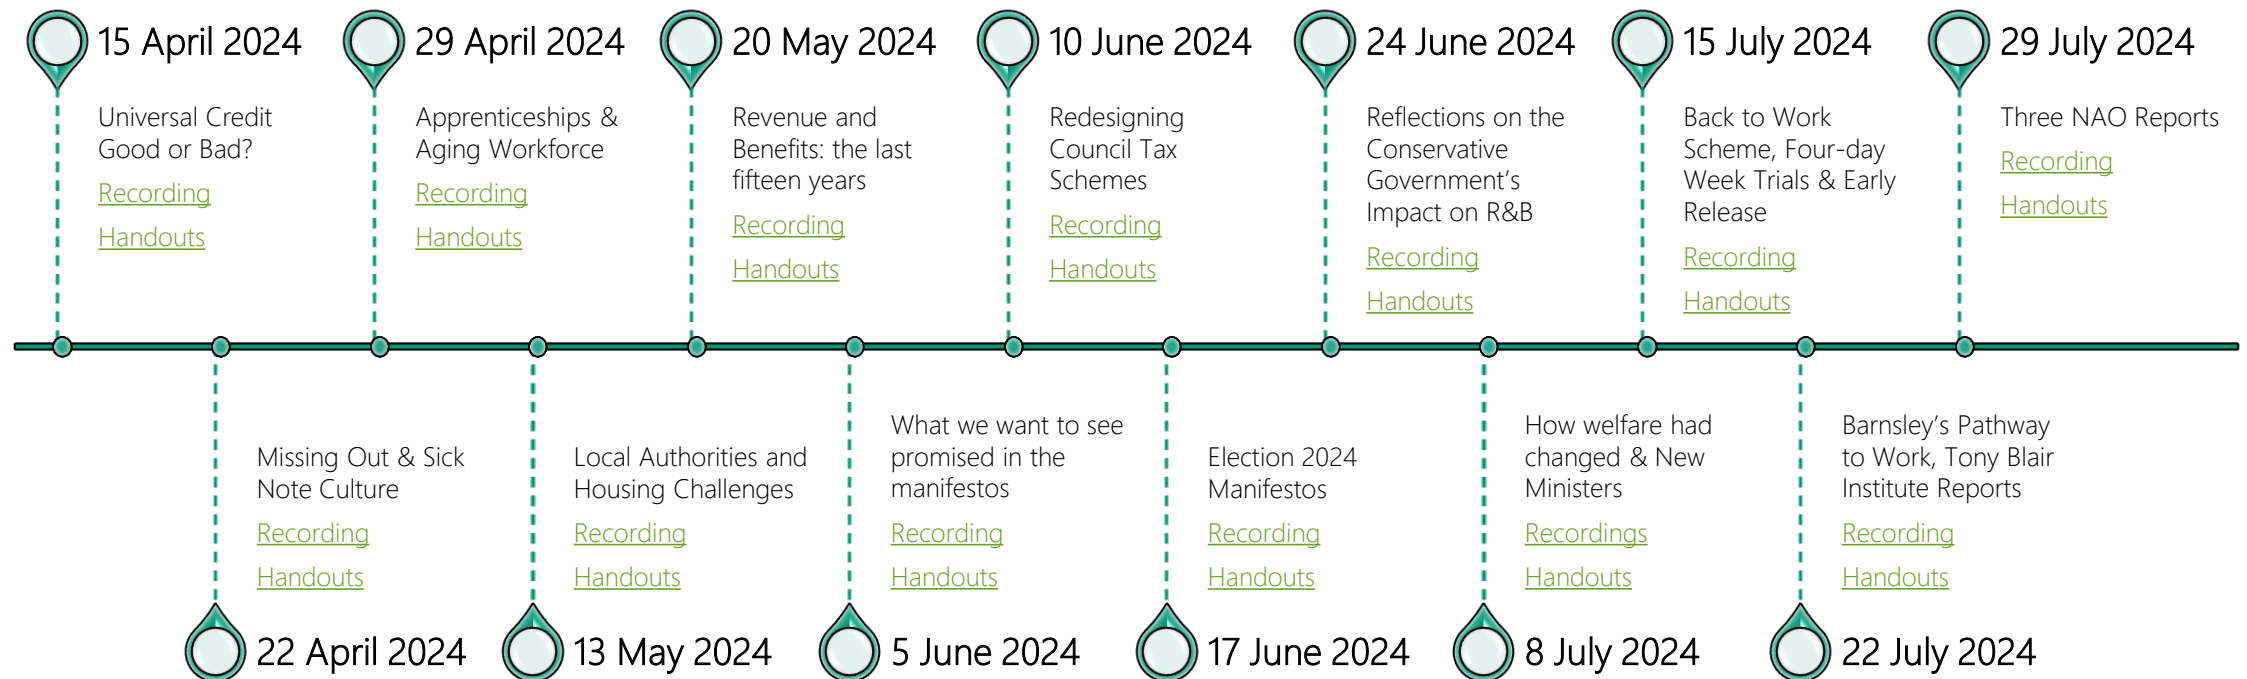 15 April 2024
Universal Credit
Good or Bad?
Recording
Handouts
29 April 2024
Apprenticeships &
Aging Workforce
Recording
Handouts
20 May 2024
Revenue and
Benefits: the last
fifteen years
Recording
Handouts
10 June 2024
Redesigning
Council Tax
Schemes
Recording
Handouts
24 June 2024
Reflections on the
Conservative
Government’s
Impact on R&B
Recording
Handouts
15 July 2024
Back to Work
Scheme, Four-day
Week Trials & Early
Release
Recording
Handouts
29 July 2024
Three NAO Reports
Recording
Handouts
Missing Out & Sick
Note Culture
Recording
Handouts
22 April 2024
Local Authorities and
Housing Challenges
Recording
Handouts
13 May 2024
What we want to see
promised in the
manifestos
Recording
Handouts
5 June 2024
Election 2024
Manifestos
Recording
Handouts
17 June 2024
How welfare had
changed & New
Ministers
Recordings
Handouts
8 July 2024
Barnsley’s Pathway
to Work, Tony Blair
Institute Reports
Recording
Handouts
22 July 2024